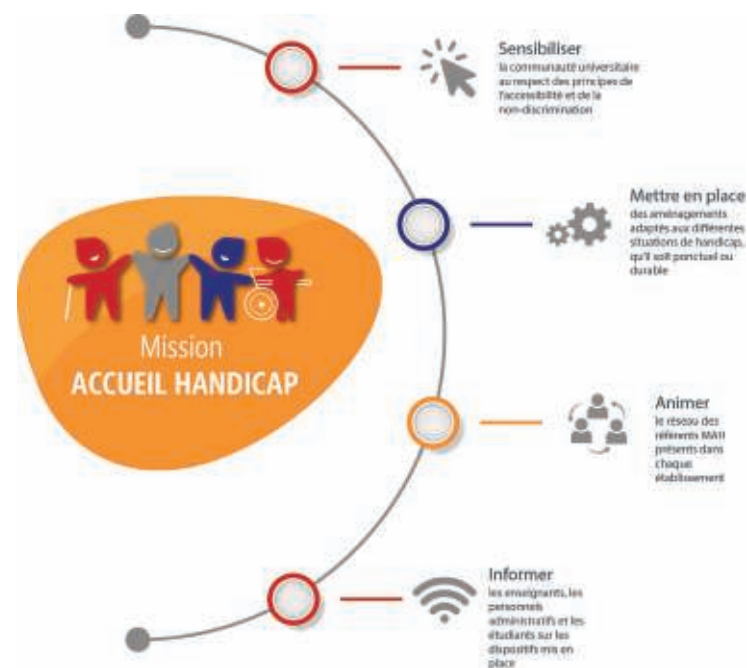 Sensibiliser
la communauté universitaire
au respect des principes de
l'accessibilité et de la
non-discrimination
Mettre en place
des aménagements
adaptés aux différentes
situations de handicap,
qu'il soit ponctuel ou
durable
Mission
ACCUEIL HANDICAP
Animer
le réseau des
référents MAH
présents dans
chaque
établissement
Informer
les enseignants, les
personnels
administratifs et les
étudiants sur les
dispositifs mis en
place